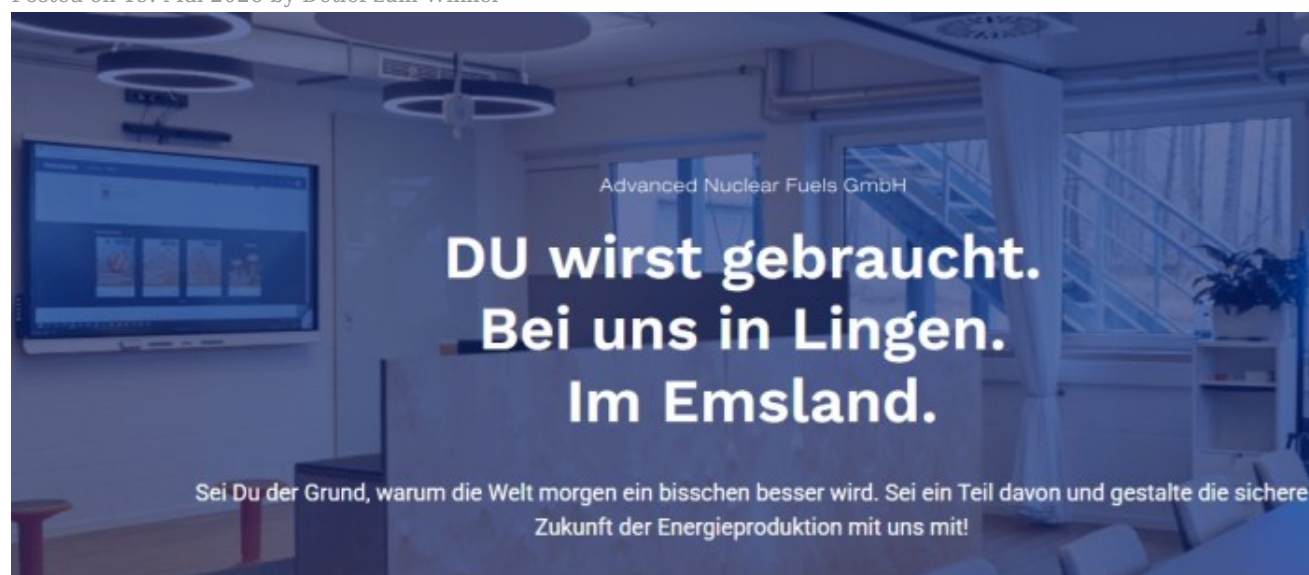 Advanced Nuclear Fuels GmbH
DU wirst gebraucht.
Bei uns in Lingen.
Im Emsland.
Sei Du der Grund, warum die Welt morgen ein bisschen besser wird. Sei ein Teil davon und gestalte die sichere
Zukunft der Energieproduktion mit uns mit!